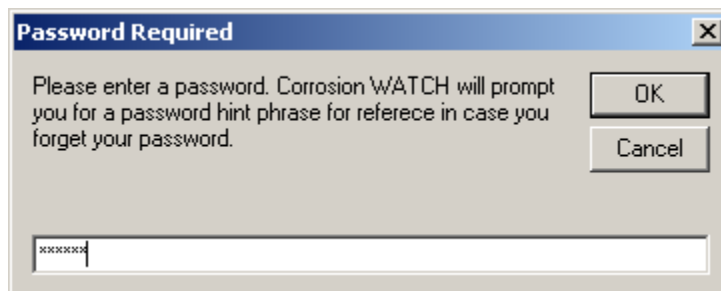 Password Required
Please enter a password. Corrosion WATCH will prompt
you for a password hint phrase for referece in case you
forget your password.
OK
Cancel
××××××